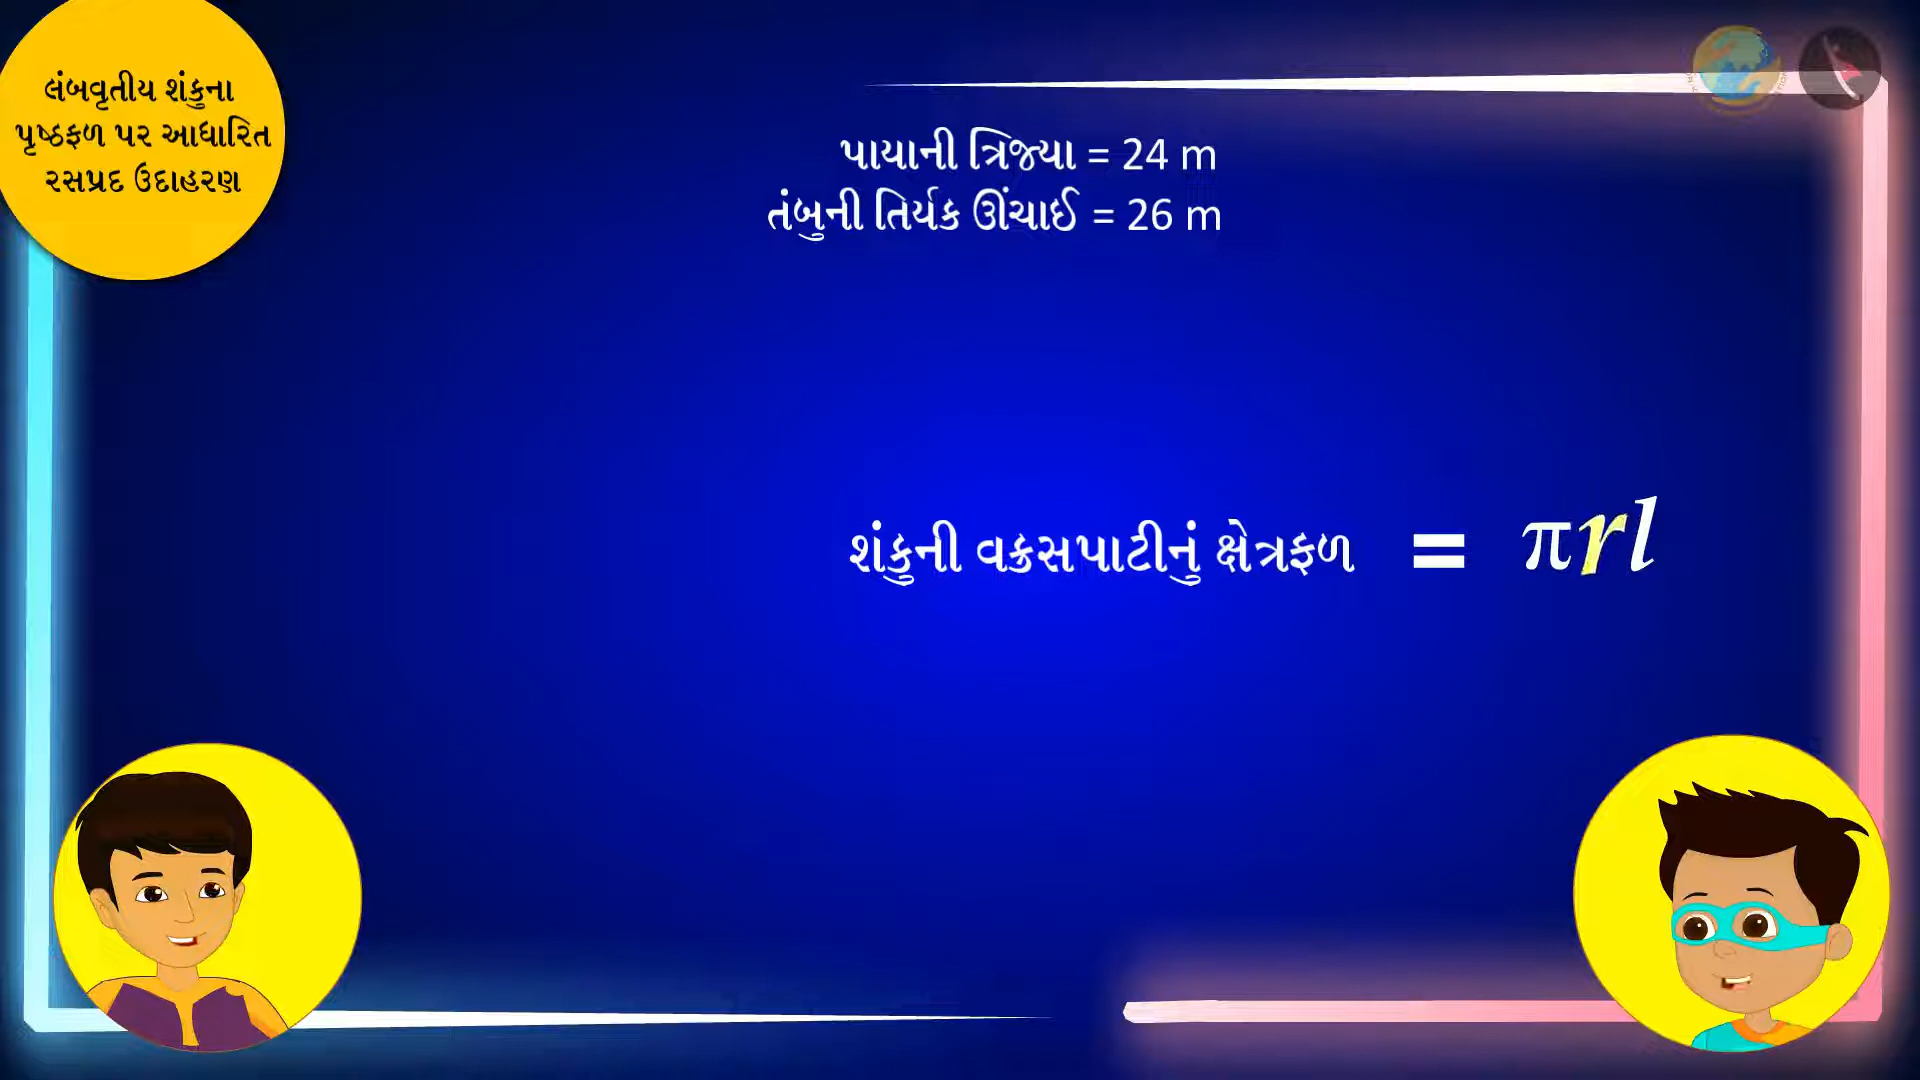 લંબવૃતીય શંકુના
પૃષ્ઠફળ પર આધારિત
રસપ્રદ ઉદાહરણ
પાયાની ત્રિજ્યા = 24 m
તંબુની તિર્યક ઊંચાઈ = 26 m
શંકુની વક્રસપાટીનું ક્ષેત્રફળ = πrl